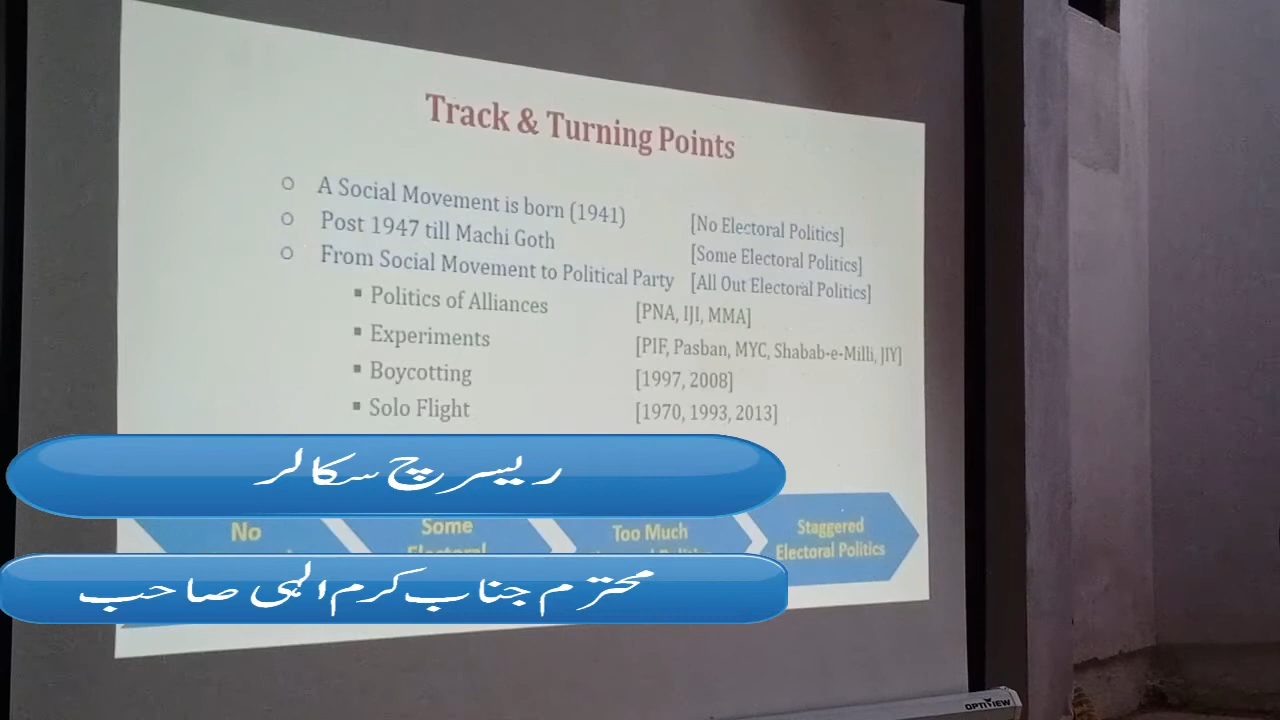 Track & Turning Points
A Social Movement is born (1941) [No Electoral Politics]
Post 1947 till Machi Goth [Some Electoral Politics]
From Social Movement to Political Party [All Out Electoral Politics]
Politics of Alliances [PNA, IJI, MMA]
Experiments [PIF, Pasban, MYC, Shabab-e-Milli, JIY]
Boycotting [1997, 2008]
Solo Flight [1970, 1993, 2013]
ریسرچ سکالر
No
Some
Too Much
Staggered
Electoral Politics
محترم جناب کرم الہی صاحب
OPTIVIEW